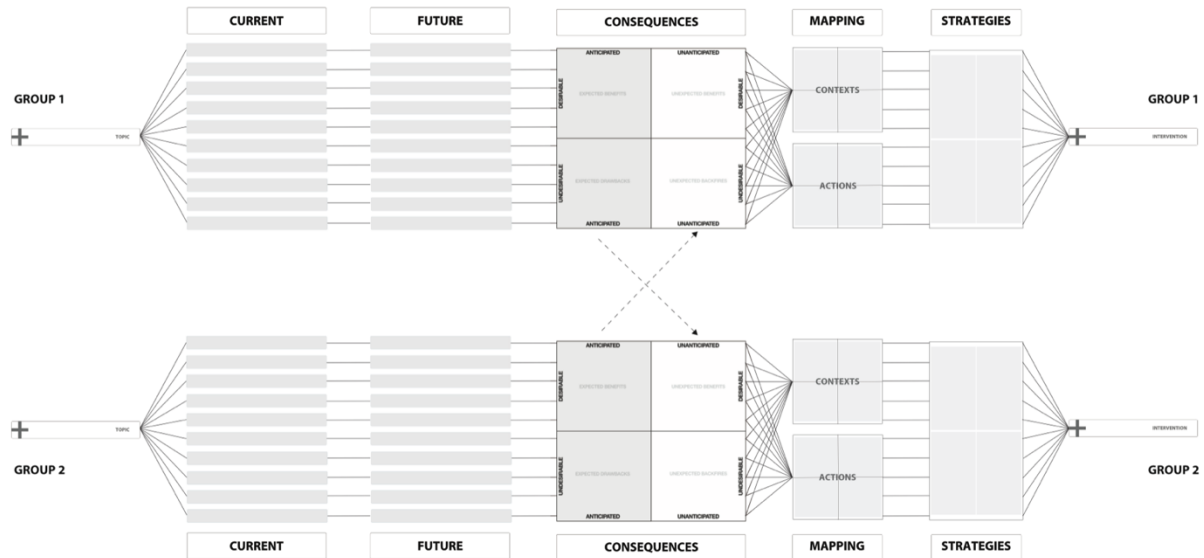 CURRENT
FUTURE
CONSEQUENCES
MAPPING
STRATEGIES
GROUP 1
TOPIC
ANTICIPATED
UNANTICIPATED
DESIRABLE
EXPECTED BENEFITS
UNEXPECTED BENEFITS
DESIRABLE
UNDESIRABLE
EXPECTED DRAWBACKS
UNEXPECTED BACKFIRES
UNDESIRABLE
ANTICIPATED
UNANTICIPATED
CONTEXTS
ACTIONS
GROUP 1
INTERVENTION
GROUP 2
TOPIC
ANTICIPATED
UNANTICIPATED
DESIRABLE
EXPECTED BENEFITS
UNEXPECTED BENEFITS
DESIRABLE
UNDESIRABLE
EXPECTED DRAWBACKS
UNEXPECTED BACKFIRES
UNDESIRABLE
ANTICIPATED
UNANTICIPATED
CONTEXTS
ACTIONS
INTERVENTION
GROUP 2
CURRENT
FUTURE
CONSEQUENCES
MAPPING
STRATEGIES